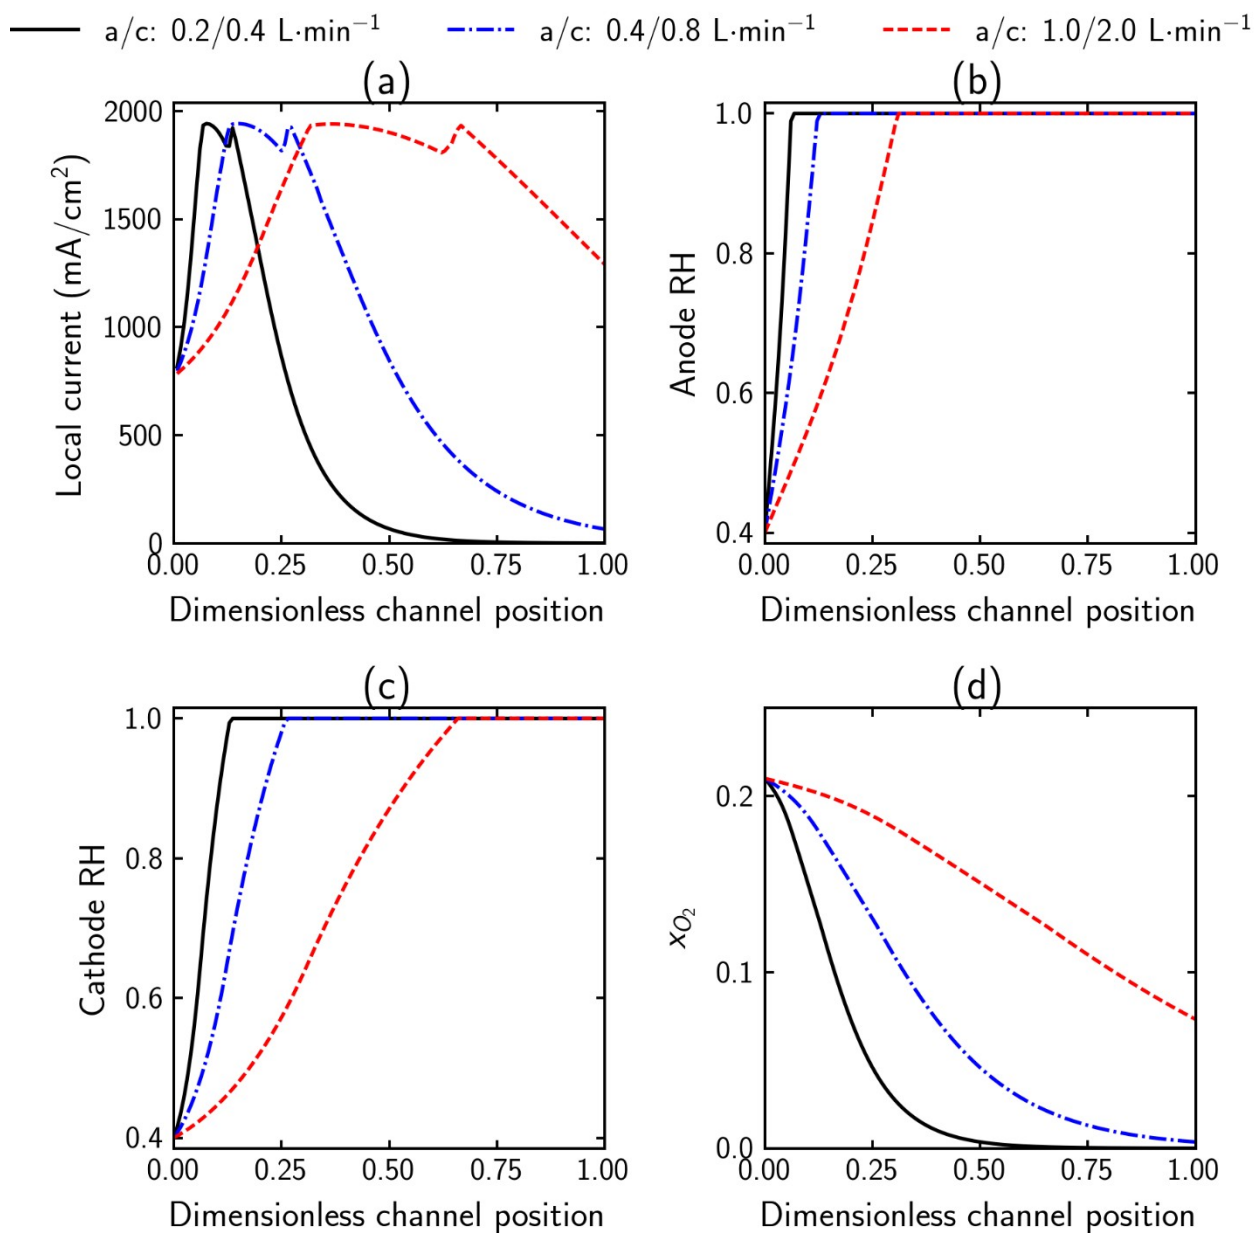 a/c: 0.2/0.4 L·min⁻¹ a/c: 0.4/0.8 L·min⁻¹ a/c: 1.0/2.0 L·min⁻¹
(a)
2000
1500
1000
500
0
Local current (mA/cm²)
0.00 0.25 0.50 0.75 1.00
Dimensionless channel position
(b)
1.0
0.8
0.6
0.4
Anode RH
0.00 0.25 0.50 0.75 1.00
Dimensionless channel position
(c)
1.0
0.8
0.6
0.4
Cathode RH
0.00 0.25 0.50 0.75 1.00
Dimensionless channel position
(d)
0.2
0.1
0.0
x_{O_2}
0.00 0.25 0.50 0.75 1.00
Dimensionless channel position